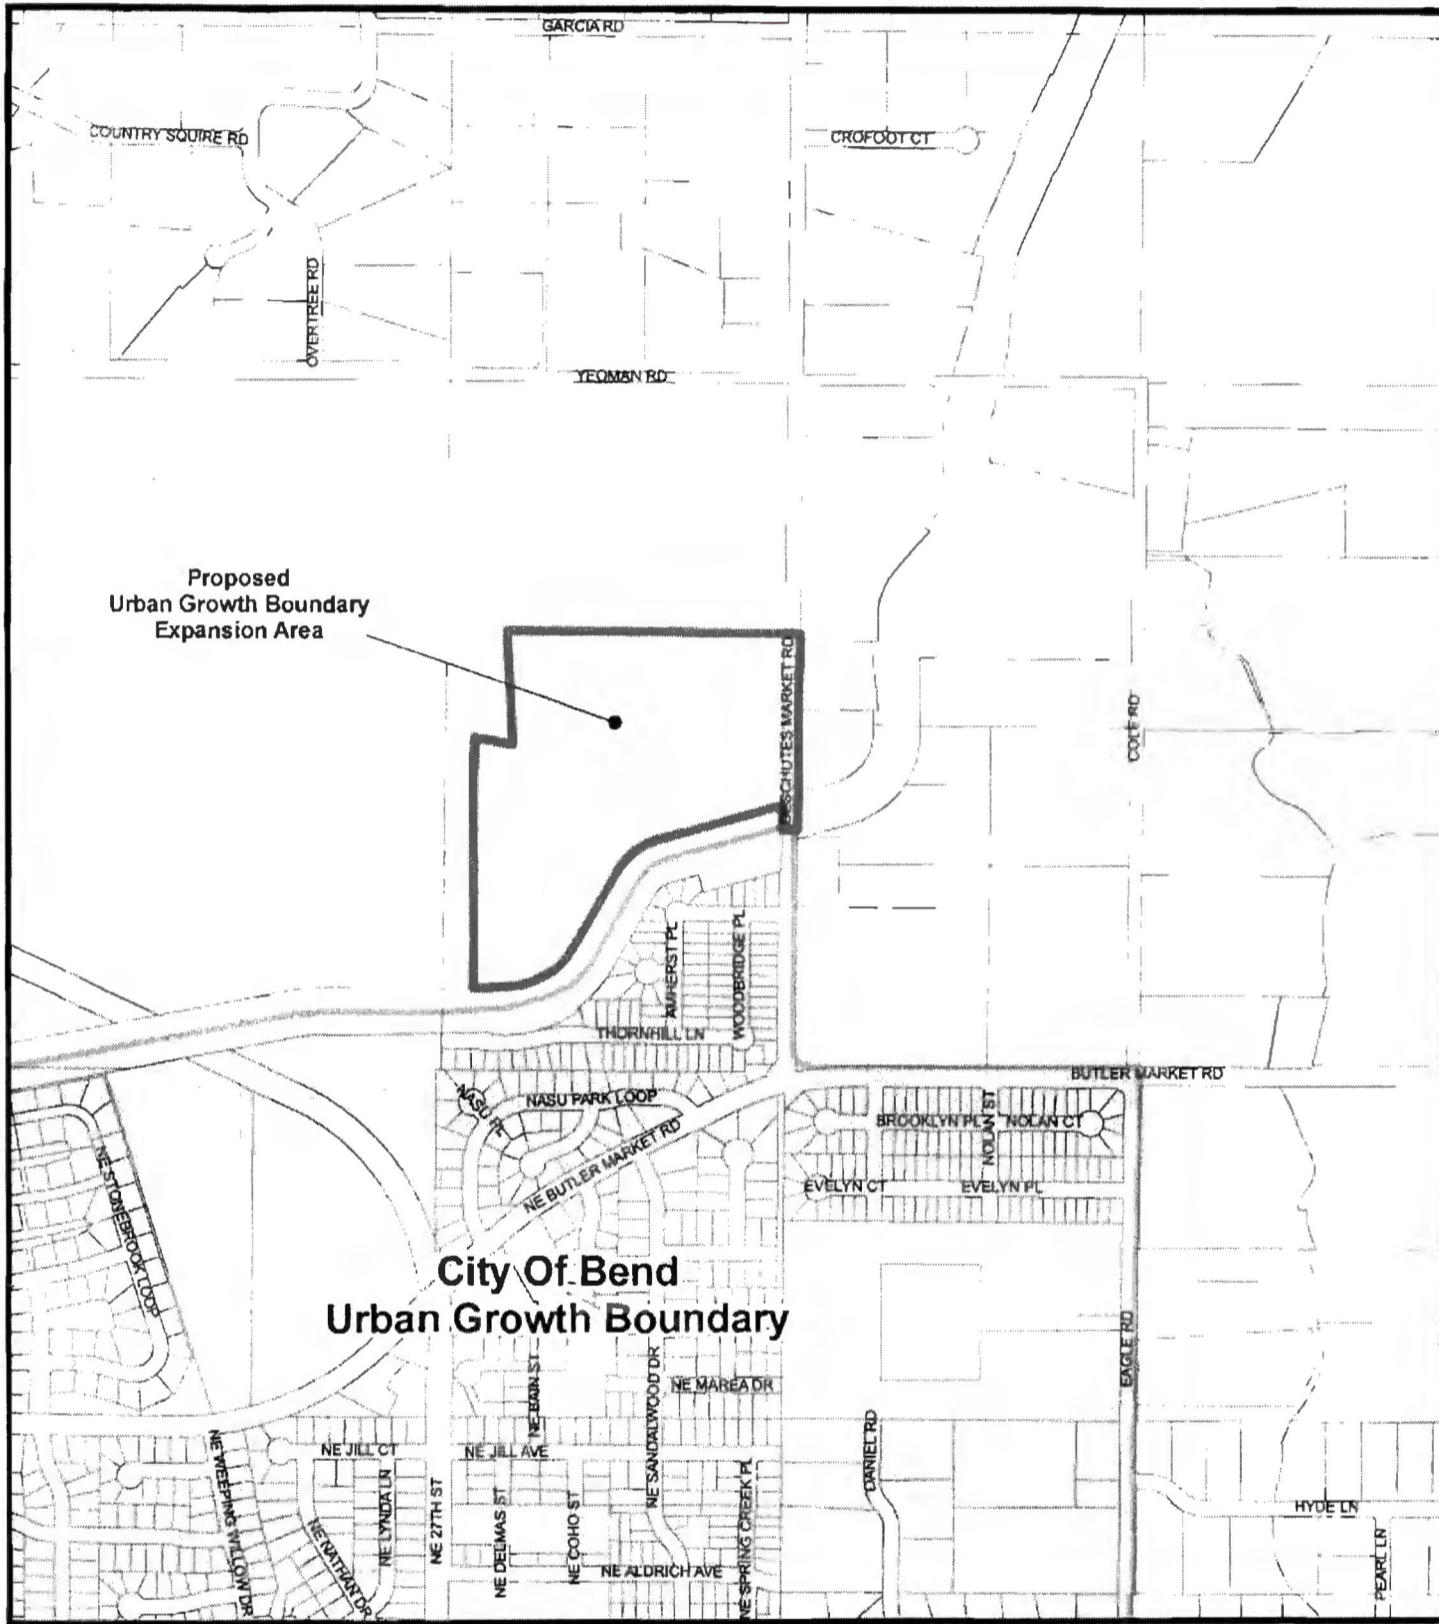 GARCIA RD
COUNTRY SQUIRE RD
CROFOOT CT
OVERTREE RD
YEOMAN RD
Proposed
Urban Growth Boundary
Expansion Area
DESCHUTES MARKET RD
COLE RD
AMHERST PL
WOODBRIDGE PL
THORNHILL LN
BUTLER MARKET RD
NASU PL
NASU PARK LOOP
BROOKLYN PL
NOLAN ST
NOLAN CT
NE BUTLER MARKET RD
EVELYN CT
EVELYN PL
NE STONEBROOK LOOP
City Of Bend
Urban Growth Boundary
EAGLE RD
NE BAIN ST
NE SANDALWOOD DR
NE MAREA DR
DANIEL RD
NE WEEPING WILLOW DR
NE JILL CT
NE JILL AVE
NE LYNDA LN
NE 27TH ST
NE DELMAS ST
NE COHO ST
NE SPRING CREEK PL
HYDE LN
NE NATHAN DR
NE ALDRICH AVE
PEARL LN